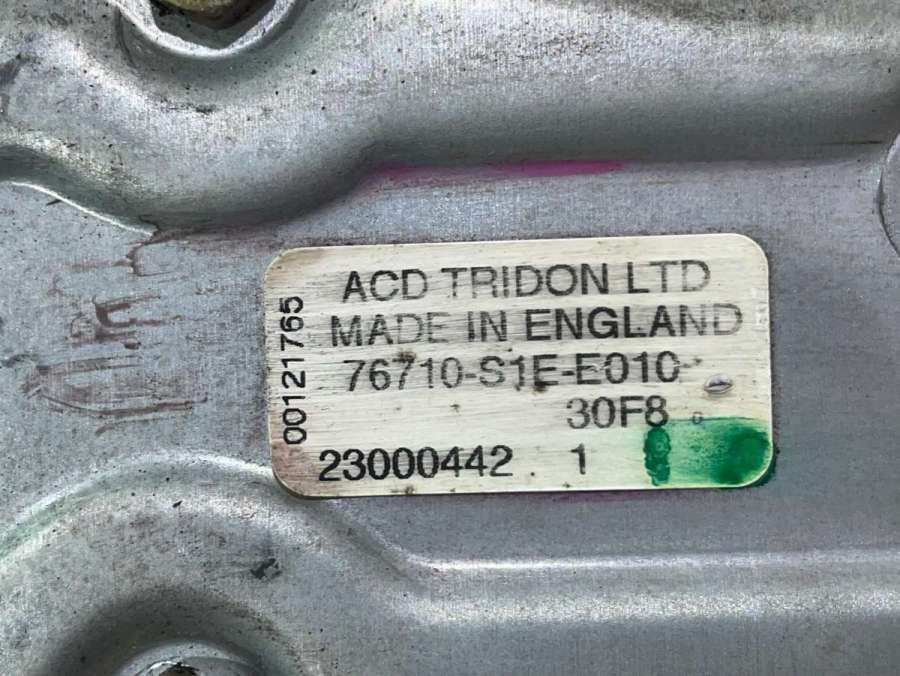 ACD TRIDON LTD
MADE IN ENGLAND
76710-S1E-E010
30F8
23000442 . 1
00121765